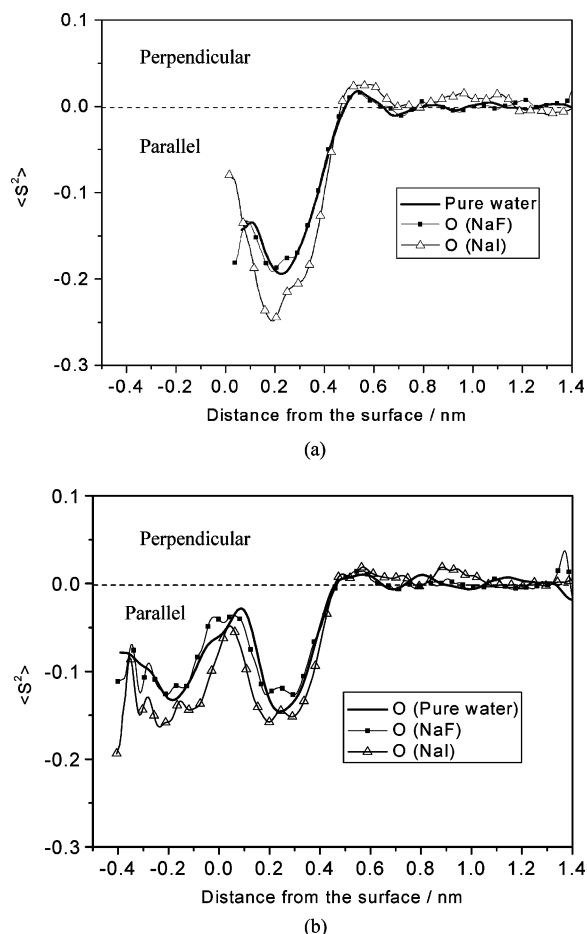 0.1
Perpendicular
0.0
Parallel
-0.1
<S²>
Pure water
O (NaF)
O (NaI)
-0.2
-0.3
-0.4 -0.2 0.0 0.2 0.4 0.6 0.8 1.0 1.2 1.4
Distance from the surface / nm
(a)
0.1
Perpendicular
0.0
Parallel
-0.1
<S²>
O (Pure water)
O (NaF)
O (NaI)
-0.2
-0.3
-0.4 -0.2 0.0 0.2 0.4 0.6 0.8 1.0 1.2 1.4
Distance from the surface / nm
(b)